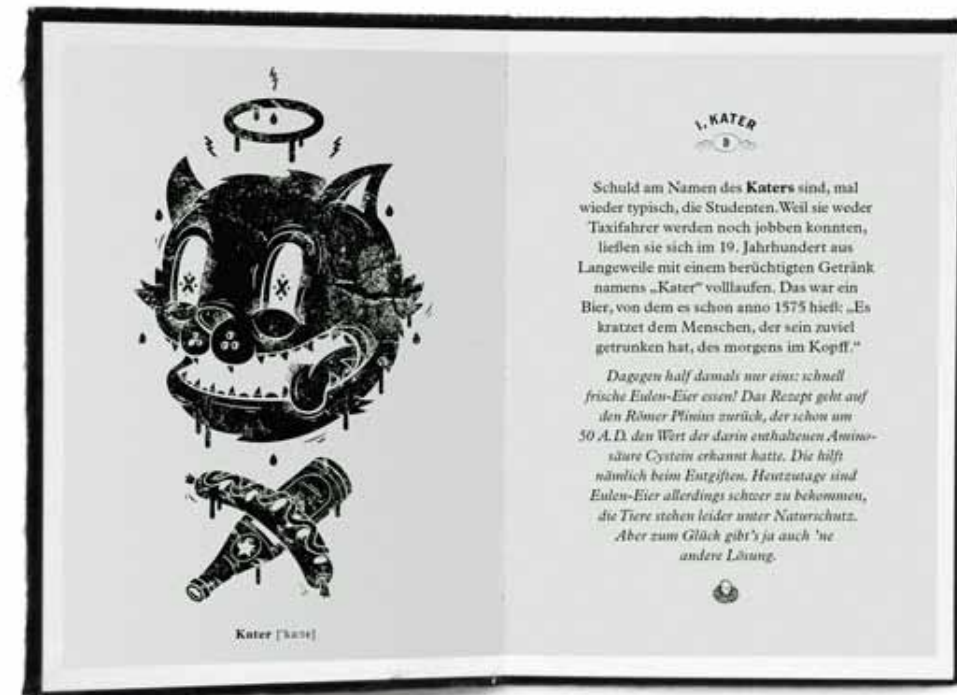 Kater ['ka:tɐ]
I. KATER
Schuld am Namen des Katers sind, mal
wieder typisch, die Studenten. Weil sie weder
Taxifahrer werden noch jobben konnten,
ließen sie sich im 19. Jahrhundert aus
Langeweile mit einem berüchtigten Getränk
namens „Kater“ volllaufen. Das war ein
Bier, von dem es schon anno 1575 hieß: „Es
kratzet dem Menschen, der sein zuviel
getrunken hat, des morgens im Kopff.“
Dagegen half damals nur eins: schnell
frische Eulen-Eier essen! Das Rezept geht auf
den Römer Plinius zurück, der schon um
50 A.D. den Wert der darin enthaltenen Amino-
säure Cystein erkannt hatte. Die hilft
nämlich beim Entgiften. Heutzutage sind
Eulen-Eier allerdings schwer zu bekommen,
die Tiere stehen leider unter Naturschutz.
Aber zum Glück gibt's ja auch 'ne
andere Lösung.